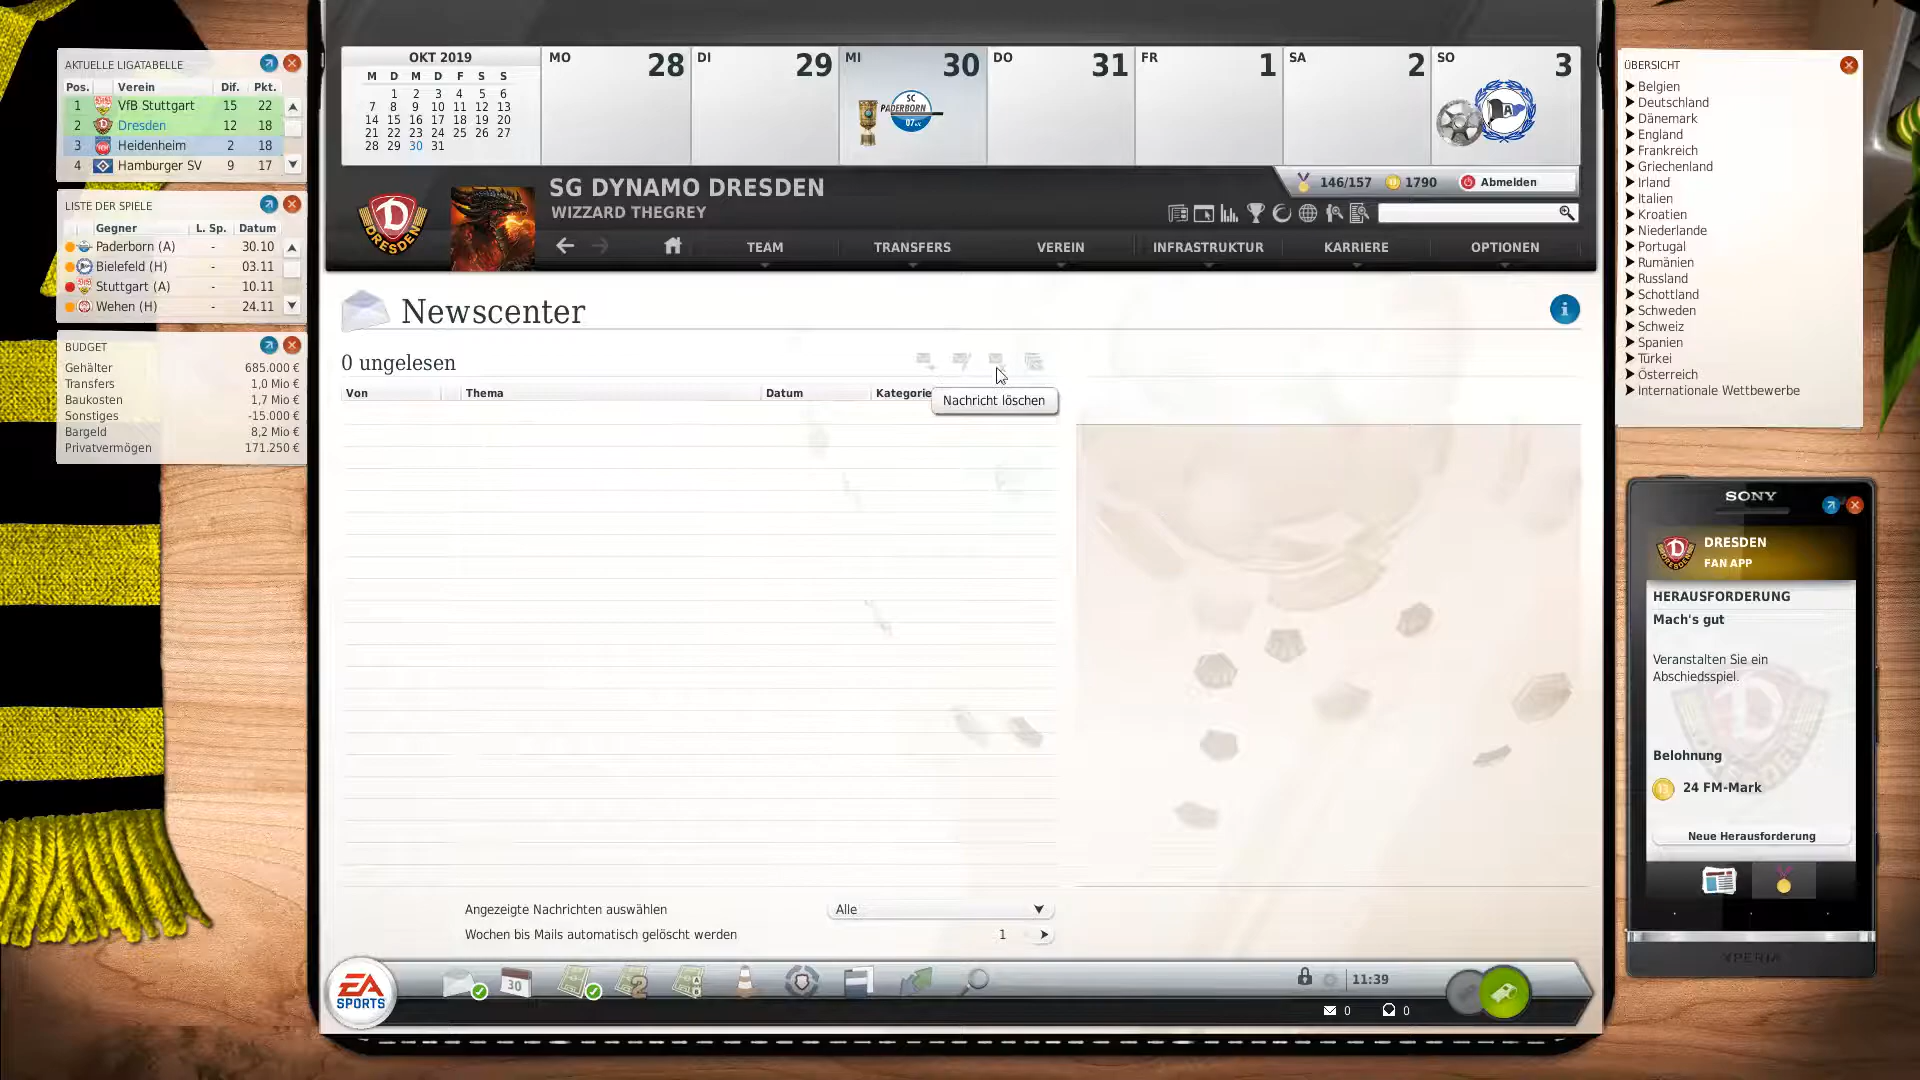 AKTUELLE LIGATABELLE
Pos. Verein Dif. Pkt.
1 VfB Stuttgart 15 22
2 Dresden 12 18
3 Heidenheim 2 18
4 Hamburger SV 9 17
LISTE DER SPIELE
Gegner L. Sp. Datum
Paderborn (A) - 30.10
Bielefeld (H) - 03.11
Stuttgart (A) - 10.11
Wehen (H) - 24.11
BUDGET
Gehälter 685.000 €
Transfers 1,0 Mio €
Baukosten 1,7 Mio €
Sonstiges -15.000 €
Bargeld 8,2 Mio €
Privatvermögen 171.250 €
OKT 2019
M D M D F S S
1 2 3 4 5 6
7 8 9 10 11 12 13
14 15 16 17 18 19 20
21 22 23 24 25 26 27
28 29 30 31
MO 28
DI 29
MI 30
SC PADERBORN 07
DO 31
FR 1
SA 2
SO 3
A
146/157 1790 Abmelden
D
DRESDEN
SG DYNAMO DRESDEN
WIZZARD THEGREY
TEAM TRANSFERS VEREIN INFRASTRUKTUR KARRIERE OPTIONEN
Newscenter
i
0 ungelesen
Von Thema Datum Kategorie
Nachricht löschen
Angezeigte Nachrichten auswählen Alle
Wochen bis Mails automatisch gelöscht werden 1
EA
SPORTS
30
2
11:39
0 0
ÜBERSICHT
Belgien
Deutschland
Dänemark
England
Frankreich
Griechenland
Irland
Italien
Kroatien
Niederlande
Portugal
Rumänien
Russland
Schottland
Schweden
Schweiz
Spanien
Türkei
Österreich
Internationale Wettbewerbe
SONY
DRESDEN
FAN APP
HERAUSFORDERUNG
Mach's gut
Veranstalten Sie ein
Abschiedsspiel.
Belohnung
24 FM-Mark
Neue Herausforderung
XPERIA